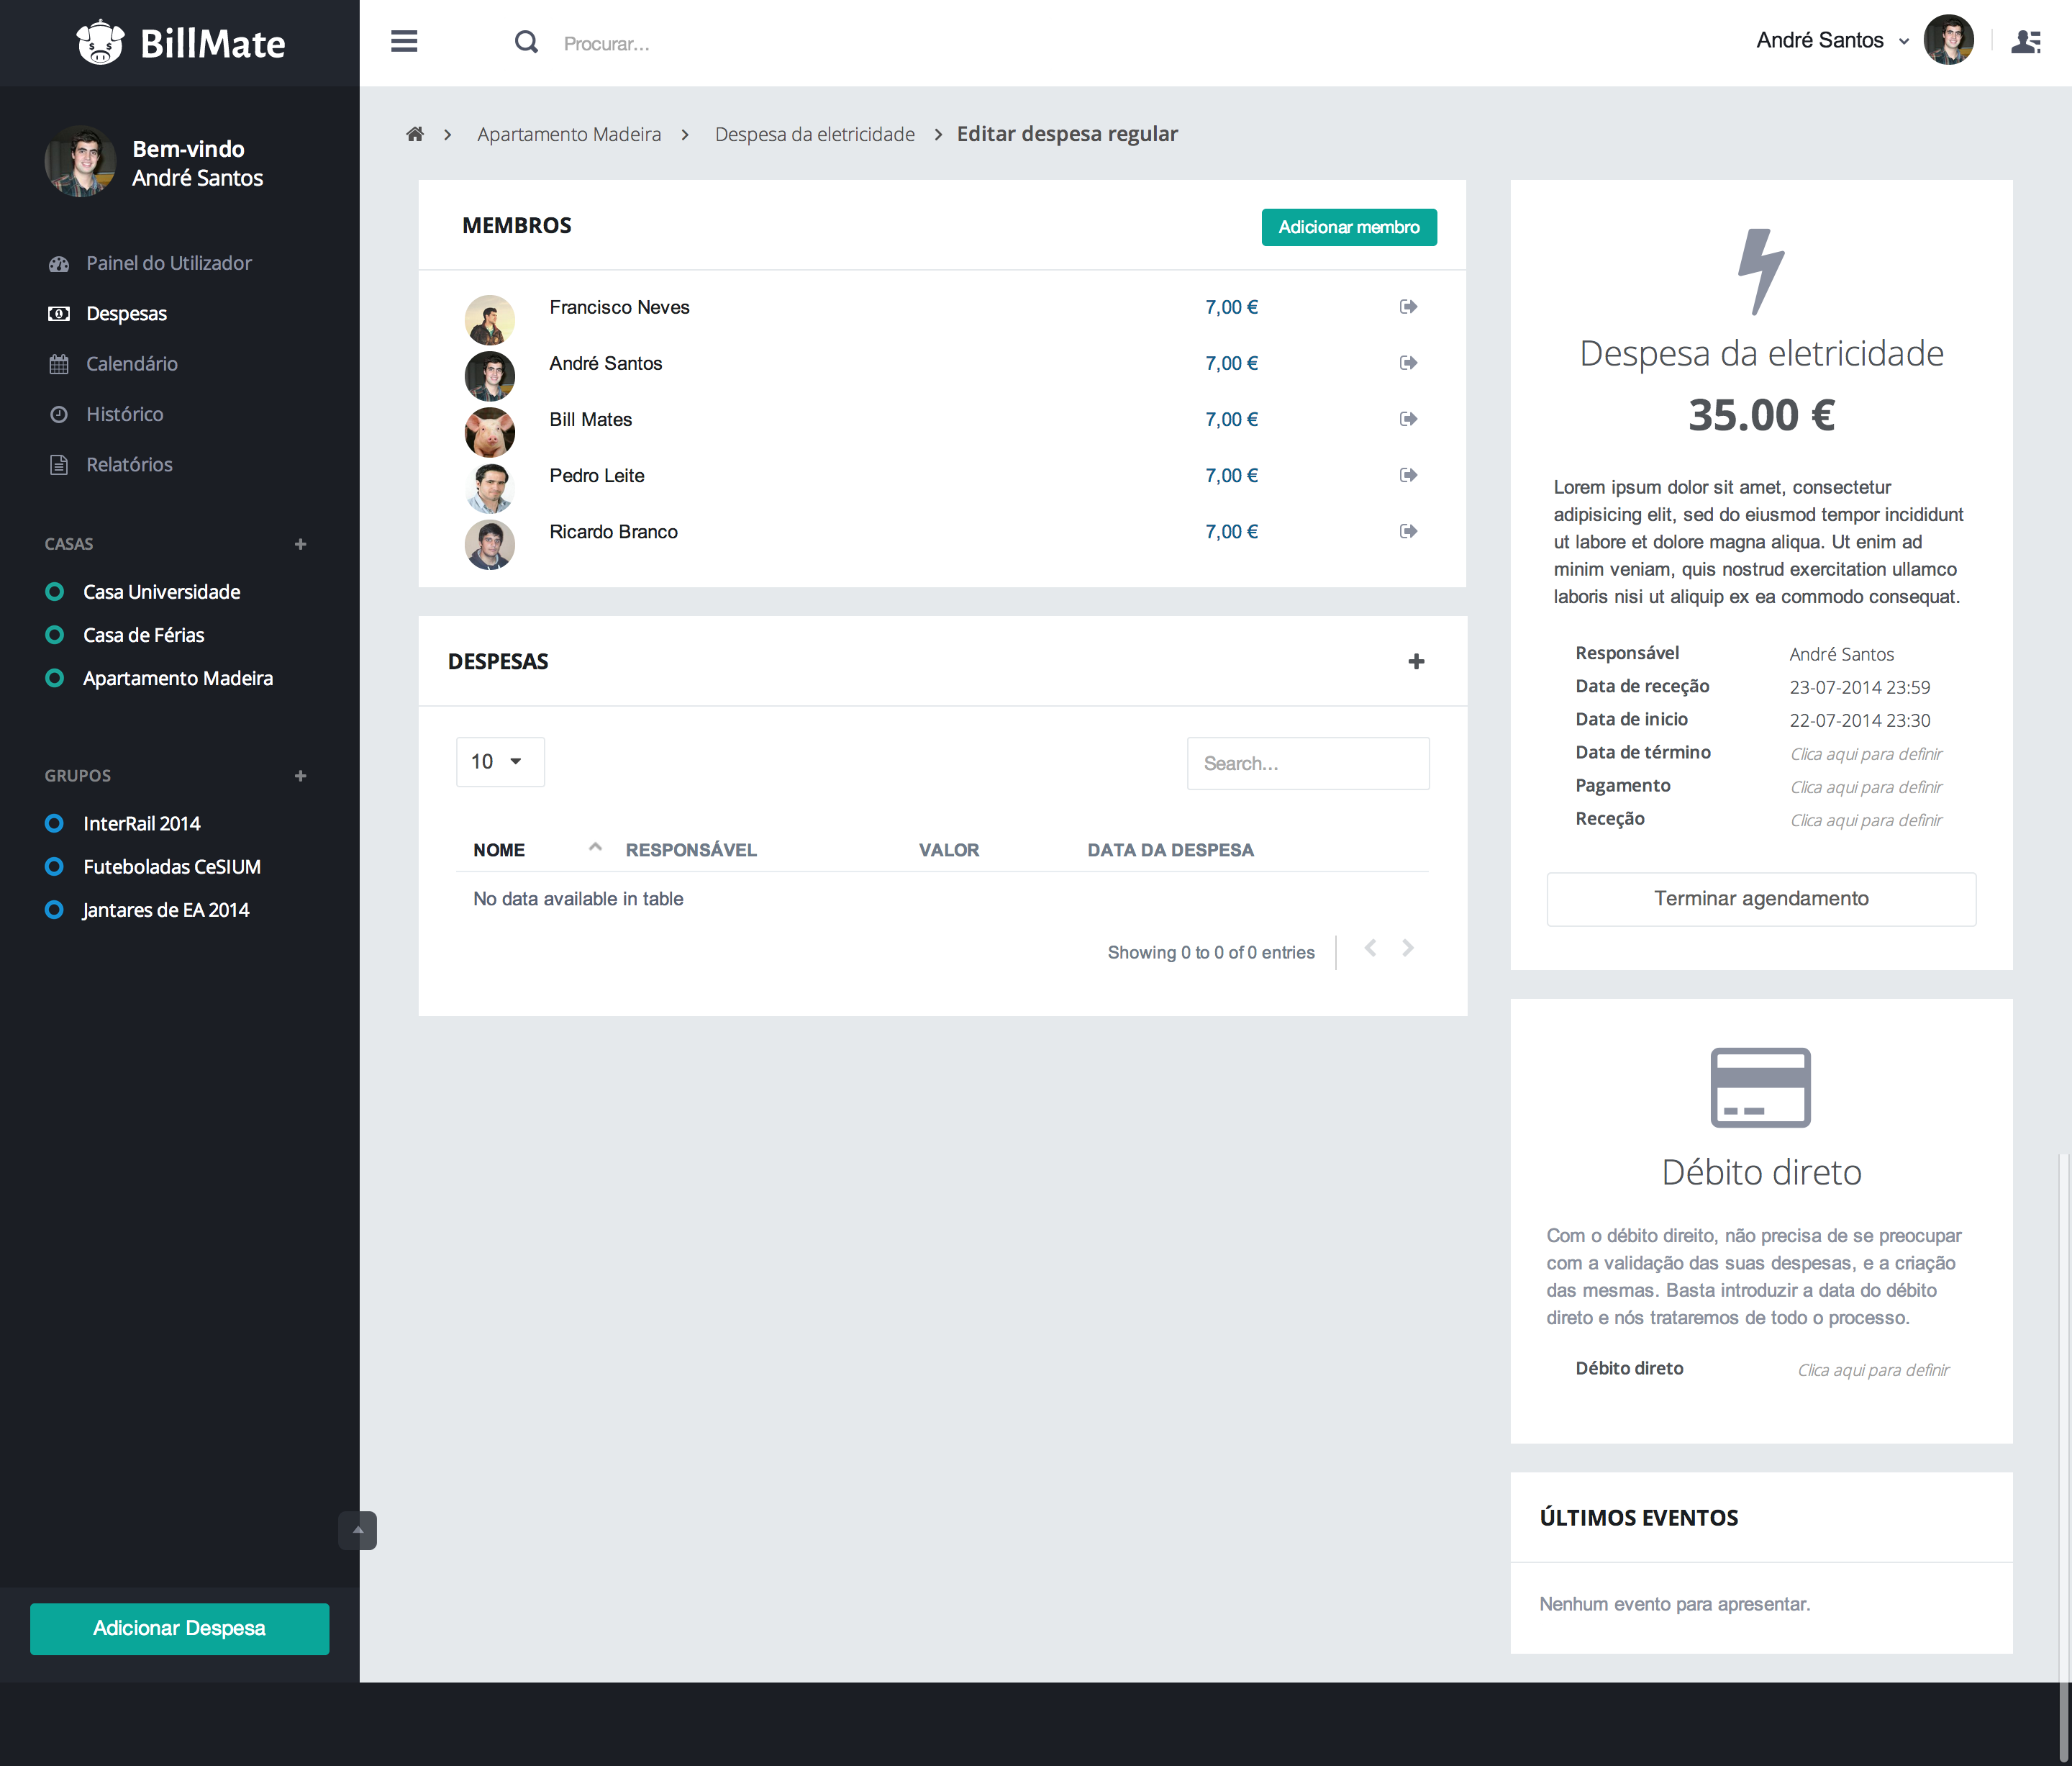 BillMate
Procurar...
André Santos
Bem-vindo
André Santos
Painel do Utilizador
Despesas
Calendário
Histórico
Relatórios
CASAS
Casa Universidade
Casa de Férias
Apartamento Madeira
GRUPOS
InterRail 2014
Futeboladas CeSIUM
Jantares de EA 2014
Adicionar Despesa
Apartamento Madeira
Despesa da eletricidade
Editar despesa regular
MEMBROS
Adicionar membro
Francisco Neves 7,00 €
André Santos 7,00 €
Bill Mates 7,00 €
Pedro Leite 7,00 €
Ricardo Branco 7,00 €
DESPESAS
10
Search...
NOME RESPONSÁVEL VALOR DATA DA DESPESA
No data available in table
Showing 0 to 0 of 0 entries
Despesa da eletricidade
35.00 €
Lorem ipsum dolor sit amet, consectetur
adipisicing elit, sed do eiusmod tempor incididunt
ut labore et dolore magna aliqua. Ut enim ad
minim veniam, quis nostrud exercitation ullamco
laboris nisi ut aliquip ex ea commodo consequat.
Responsável André Santos
Data de receção 23-07-2014 23:59
Data de inicio 22-07-2014 23:30
Data de término Clica aqui para definir
Pagamento Clica aqui para definir
Receção Clica aqui para definir
Terminar agendamento
Débito direto
Com o débito direito, não precisa de se preocupar
com a validação das suas despesas, e a criação
das mesmas. Basta introduzir a data do débito
direto e nós trataremos de todo o processo.
Débito direto Clica aqui para definir
ÚLTIMOS EVENTOS
Nenhum evento para apresentar.